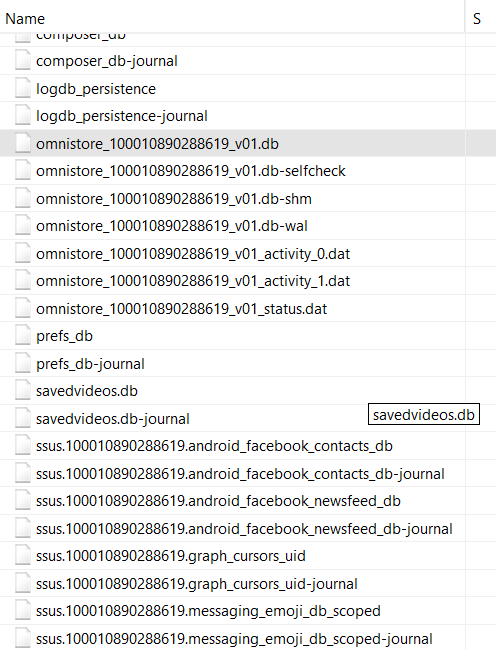 Name S
composer_db
composer_db-journal
logdb_persistence
logdb_persistence-journal
omnistore_100010890288619_v01.db
omnistore_100010890288619_v01.db-selfcheck
omnistore_100010890288619_v01.db-shm
omnistore_100010890288619_v01.db-wal
omnistore_100010890288619_v01_activity_0.dat
omnistore_100010890288619_v01_activity_1.dat
omnistore_100010890288619_v01_status.dat
prefs_db
prefs_db-journal
savedvideos.db
savedvideos.db-journal savedvideos.db
ssus.100010890288619.android_facebook_contacts_db
ssus.100010890288619.android_facebook_contacts_db-journal
ssus.100010890288619.android_facebook_newsfeed_db
ssus.100010890288619.android_facebook_newsfeed_db-journal
ssus.100010890288619.graph_cursors_uid
ssus.100010890288619.graph_cursors_uid-journal
ssus.100010890288619.messaging_emoji_db_scoped
ssus.100010890288619.messaging_emoji_db_scoped-journal